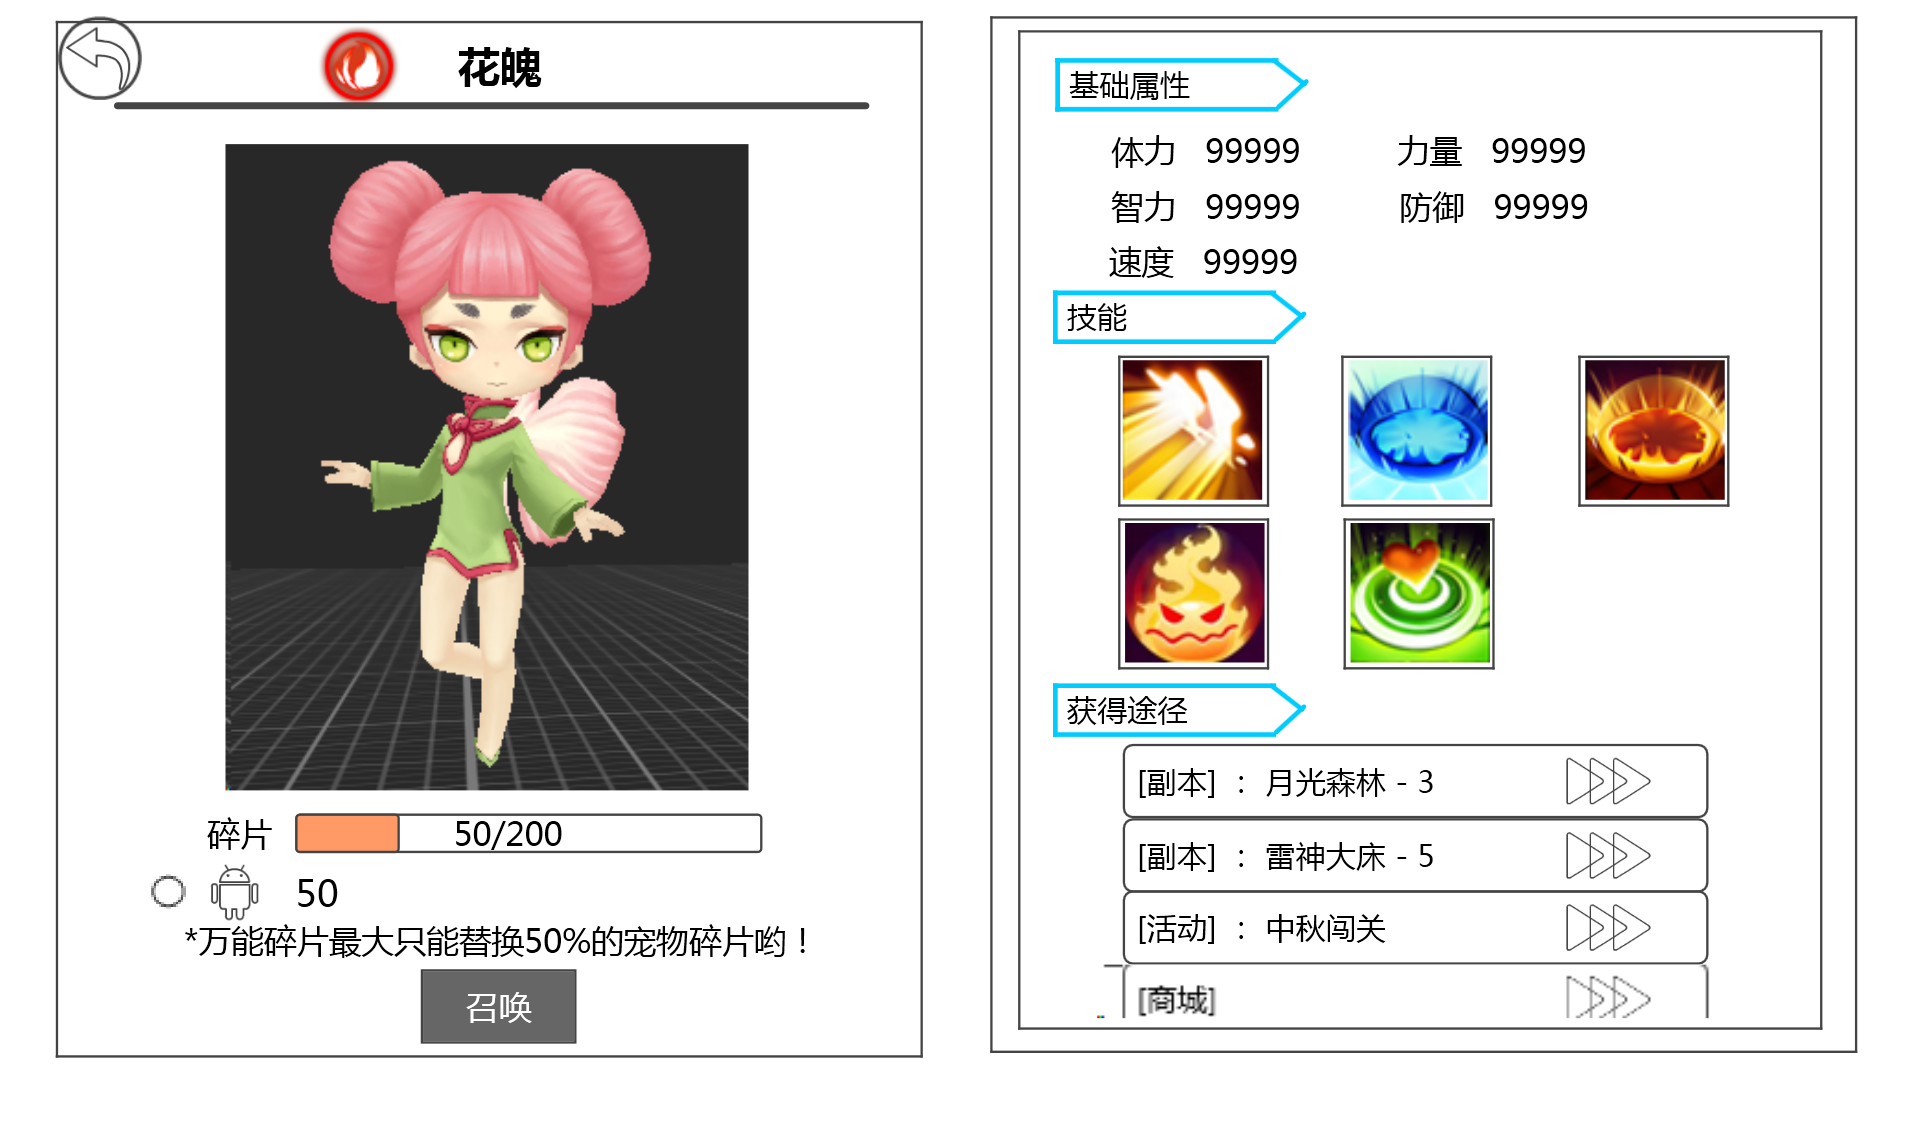 花魄
碎片 50/200
50
*万能碎片最大只能替换50%的宠物碎片哟！
召唤
基础属性
体力 99999 力量 99999
智力 99999 防御 99999
速度 99999
技能
获得途径
[副本] ： 月光森林 - 3
[副本] ： 雷神大床 - 5
[活动] ： 中秋闯关
[商城]